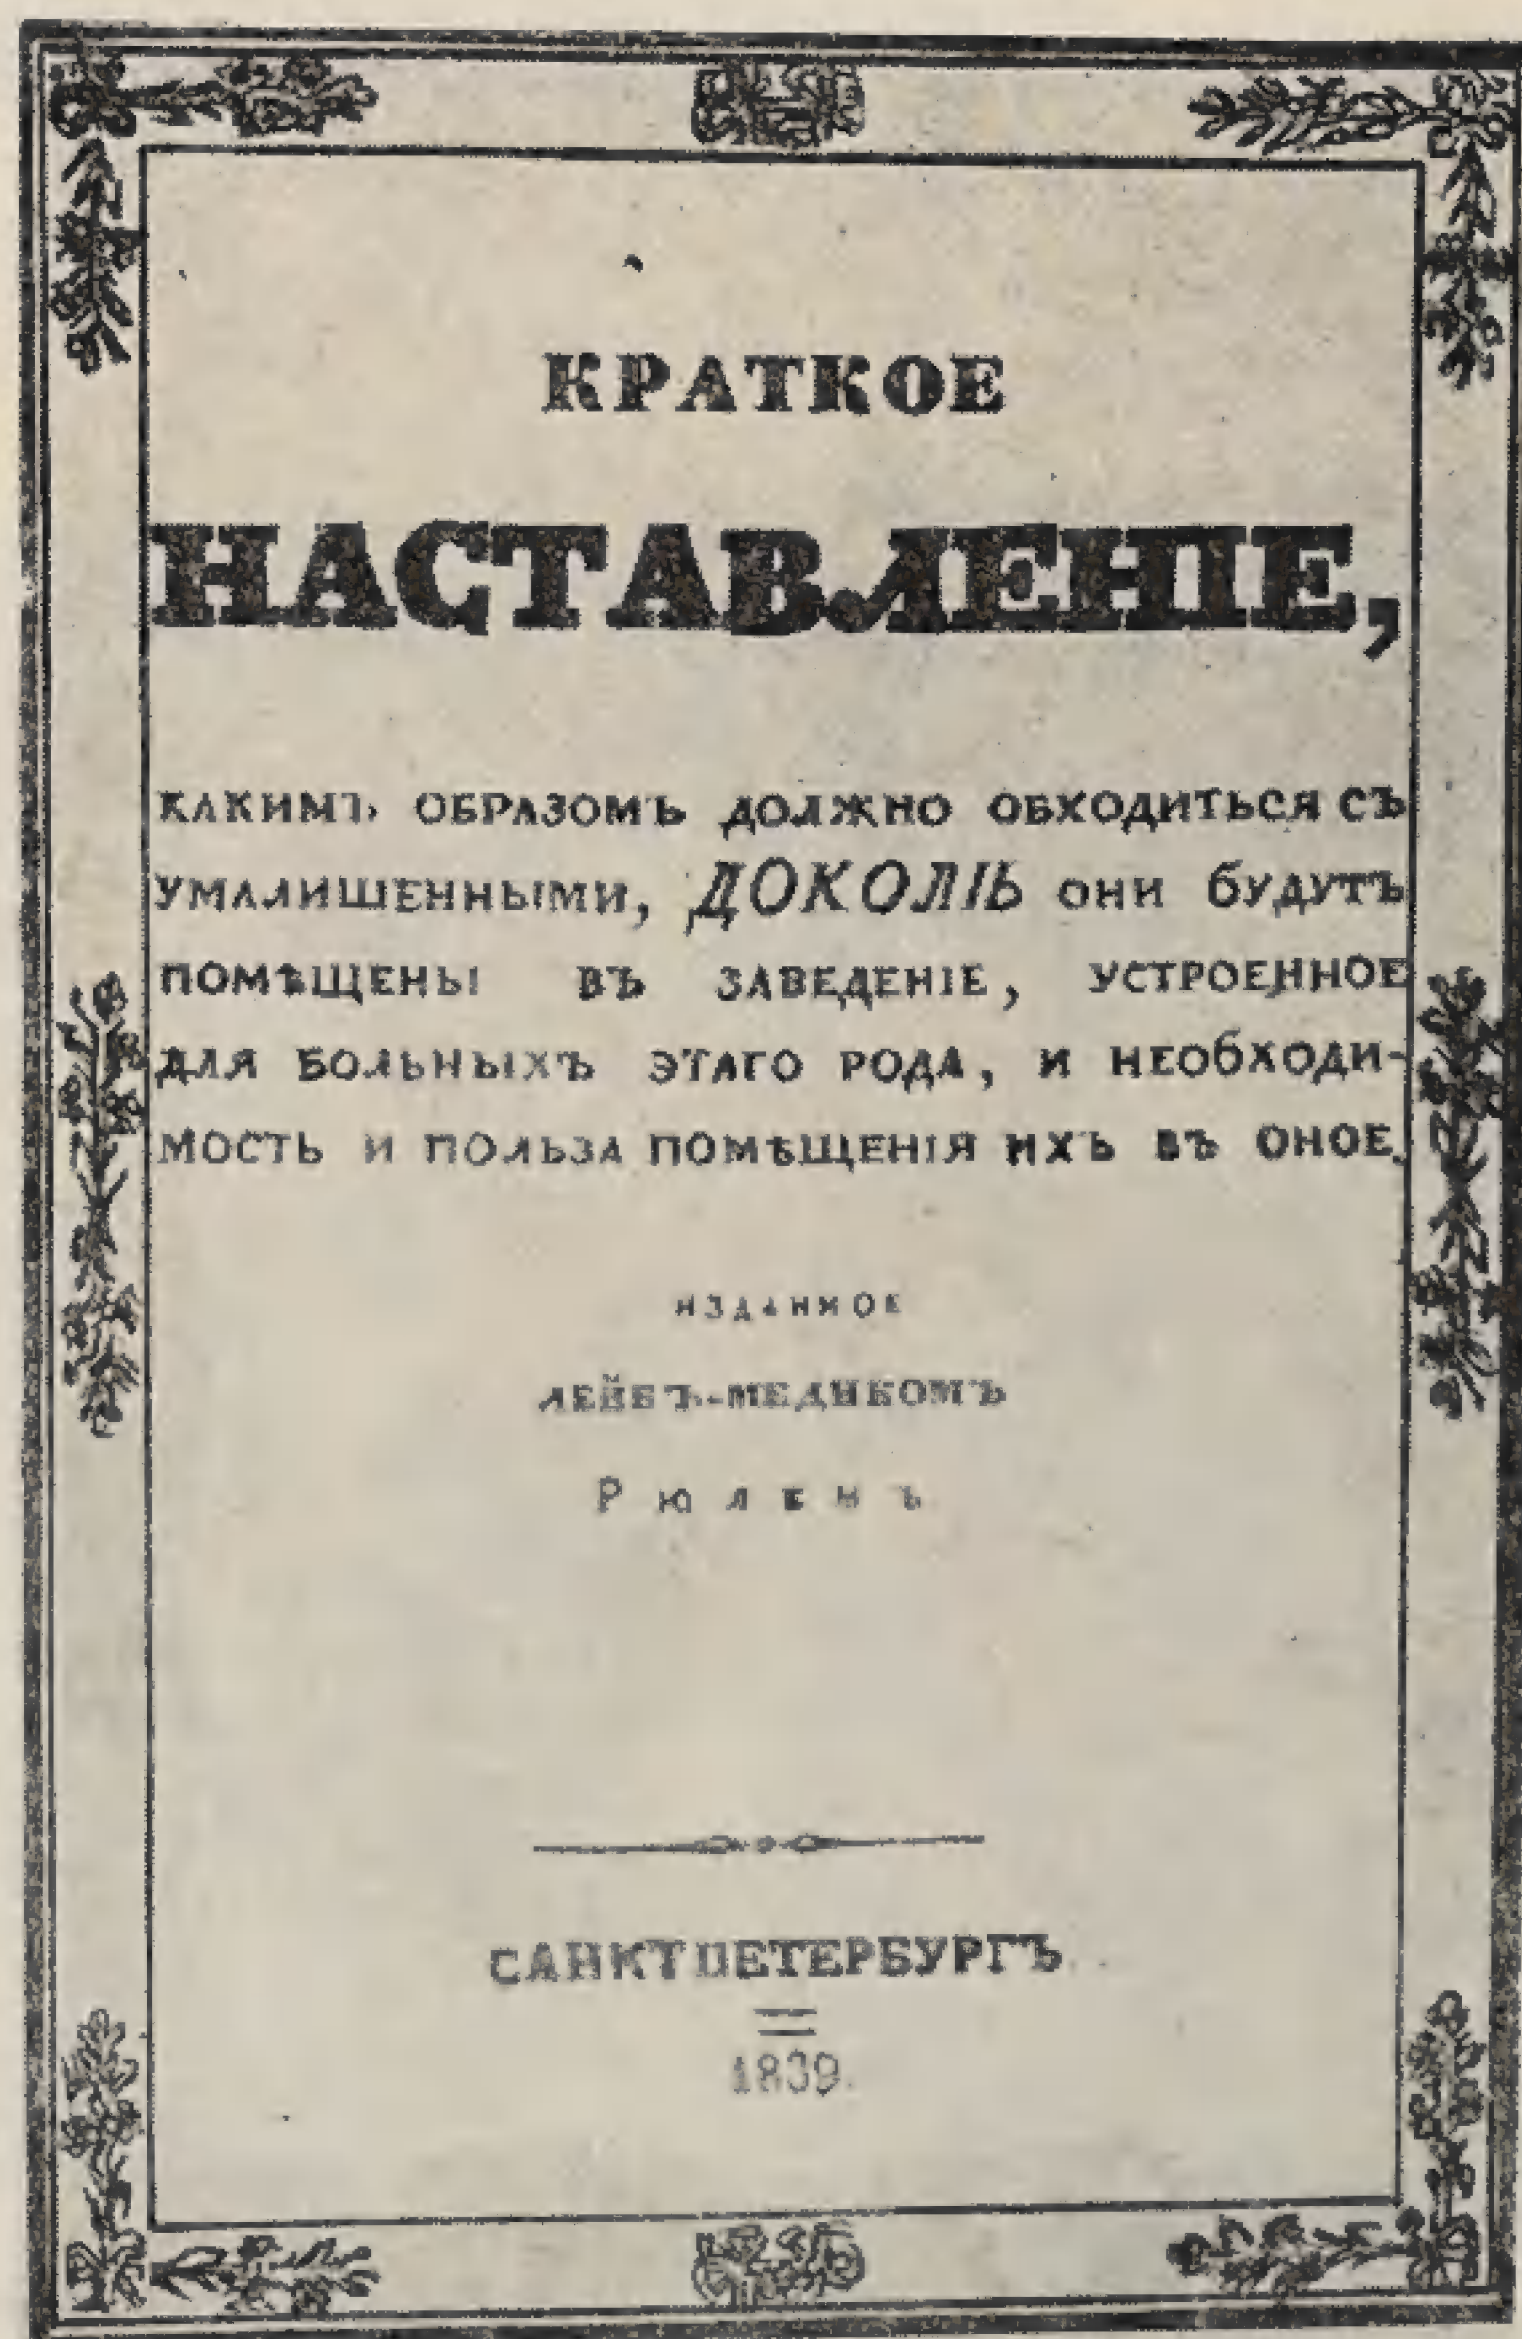 КРАТКОЕ
НАСТАВЛЕНІЕ,
КАКИМЪ ОБРАЗОМЪ ДОЛЖНО ОБХОДИТЬСЯ СЪ
УМАЛИШЕННЫМИ, ДОКОЛѢ ОНИ БУДУТЪ
ПОМѢЩЕНЫ ВЪ ЗАВЕДЕНІЕ, УСТРОЕННОЕ
ДЛЯ БОЛЬНЫХЪ ЭТАГО РОДА, И НЕОБХОДИ-
МОСТЬ И ПОЛЬЗА ПОМѢЩЕНІЯ ИХЪ ВЪ ОНОЕ.
ИЗДАННОЕ
ЛЕЙБЪ-МЕДИКОМЪ
РЮЛЕНЪ
САНКТПЕТЕРБУРГЪ.
1839.